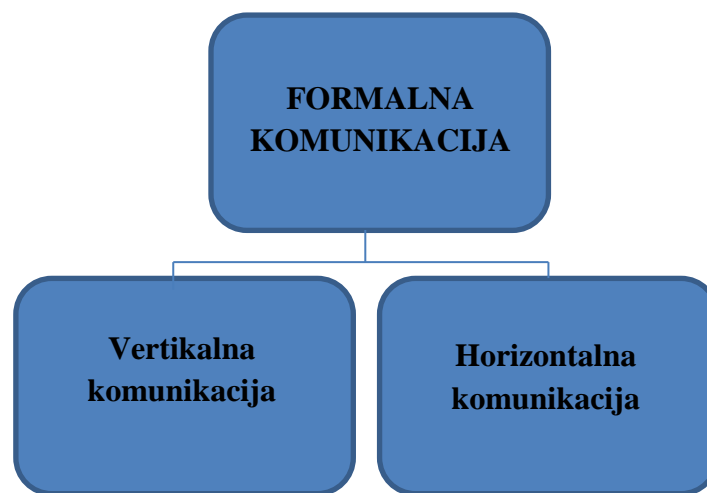 FORMALNA
KOMUNIKACIJA
Vertikalna
komunikacija
Horizontalna
komunikacija